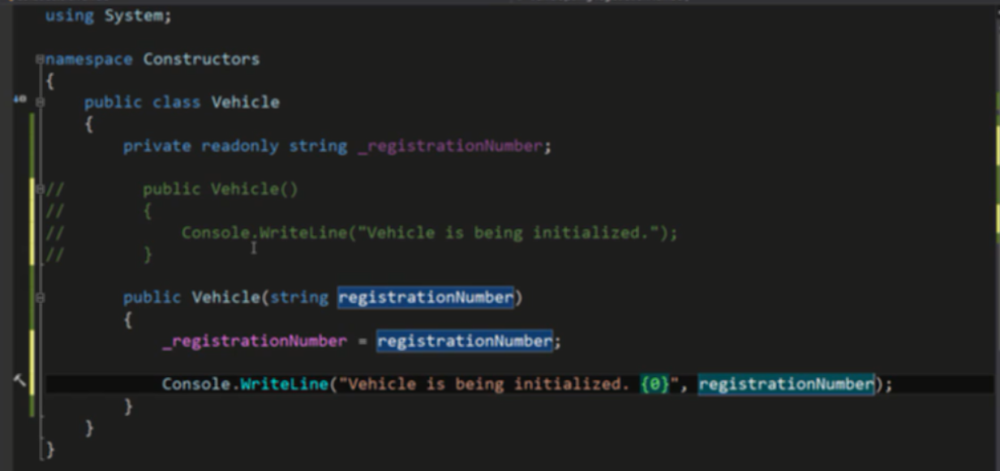 using System;
namespace Constructors
{
public class Vehicle
{
private readonly string _registrationNumber;
// public Vehicle()
// {
// Console.WriteLine("Vehicle is being initialized.");
// }
public Vehicle(string registrationNumber)
{
_registrationNumber = registrationNumber;
Console.WriteLine("Vehicle is being initialized. {0}", registrationNumber);
}
}
}